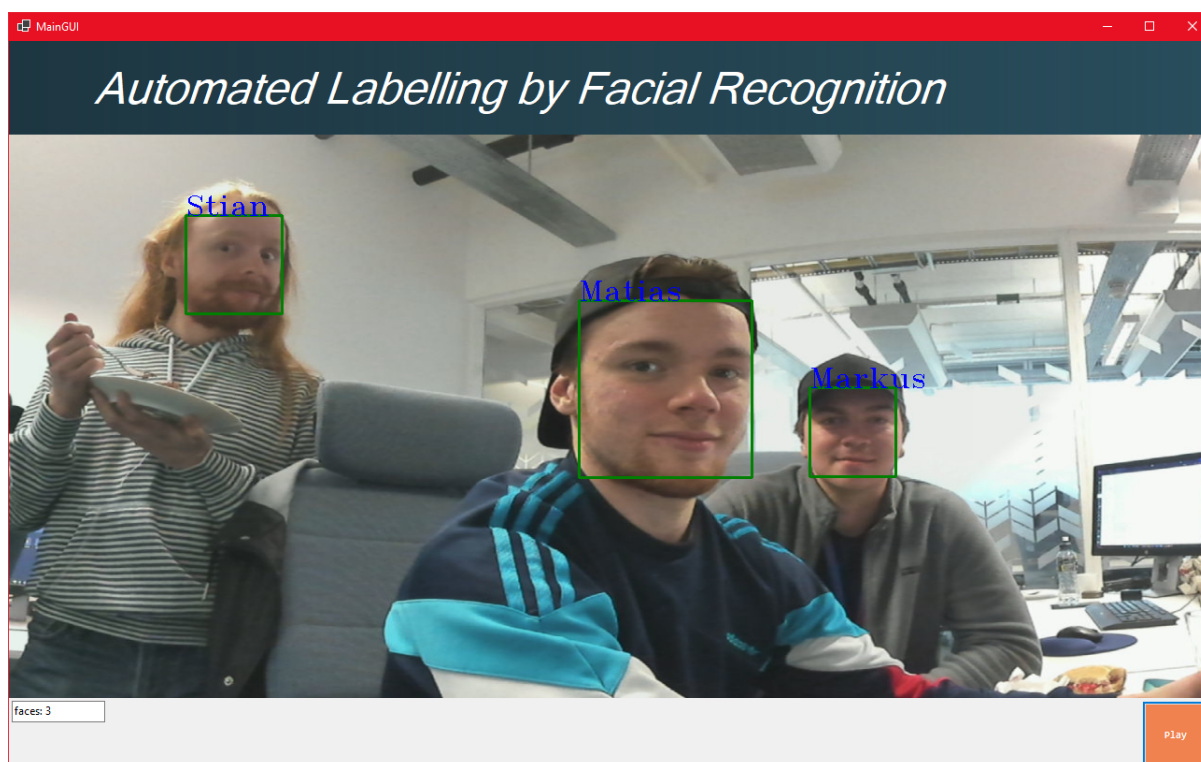 MainGUI
Automated Labelling by Facial Recognition
Stian
Matias
Markus
faces: 3
Play